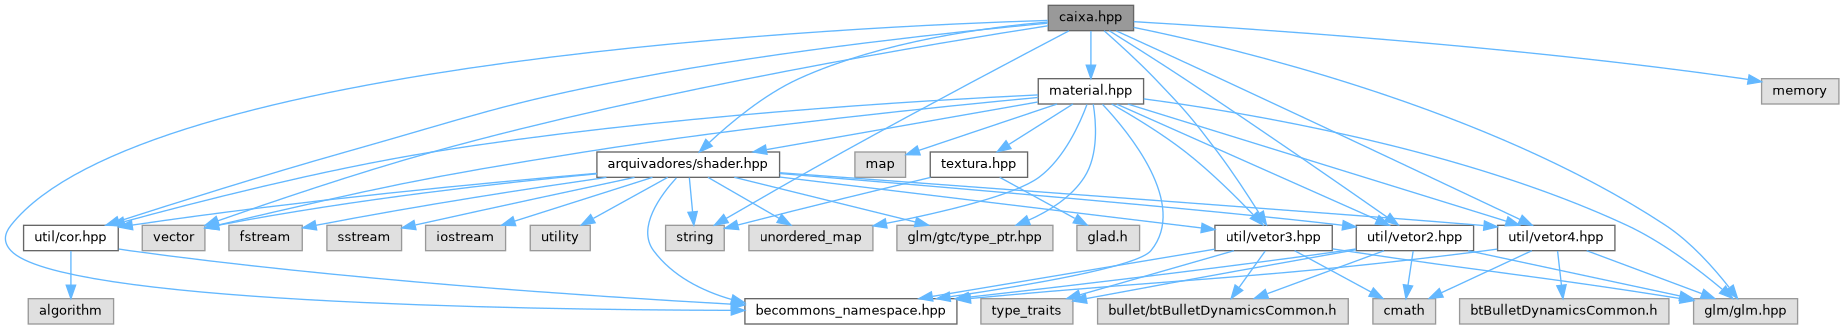 caixa.hpp
material.hpp
memory
arquivadores/shader.hpp
map
textura.hpp
util/cor.hpp
vector
fstream
sstream
iostream
utility
string
unordered_map
glm/gtc/type_ptr.hpp
glad.h
util/vetor3.hpp
util/vetor2.hpp
util/vetor4.hpp
algorithm
becommons_namespace.hpp
type_traits
bullet/btBulletDynamicsCommon.h
cmath
btBulletDynamicsCommon.h
glm/glm.hpp